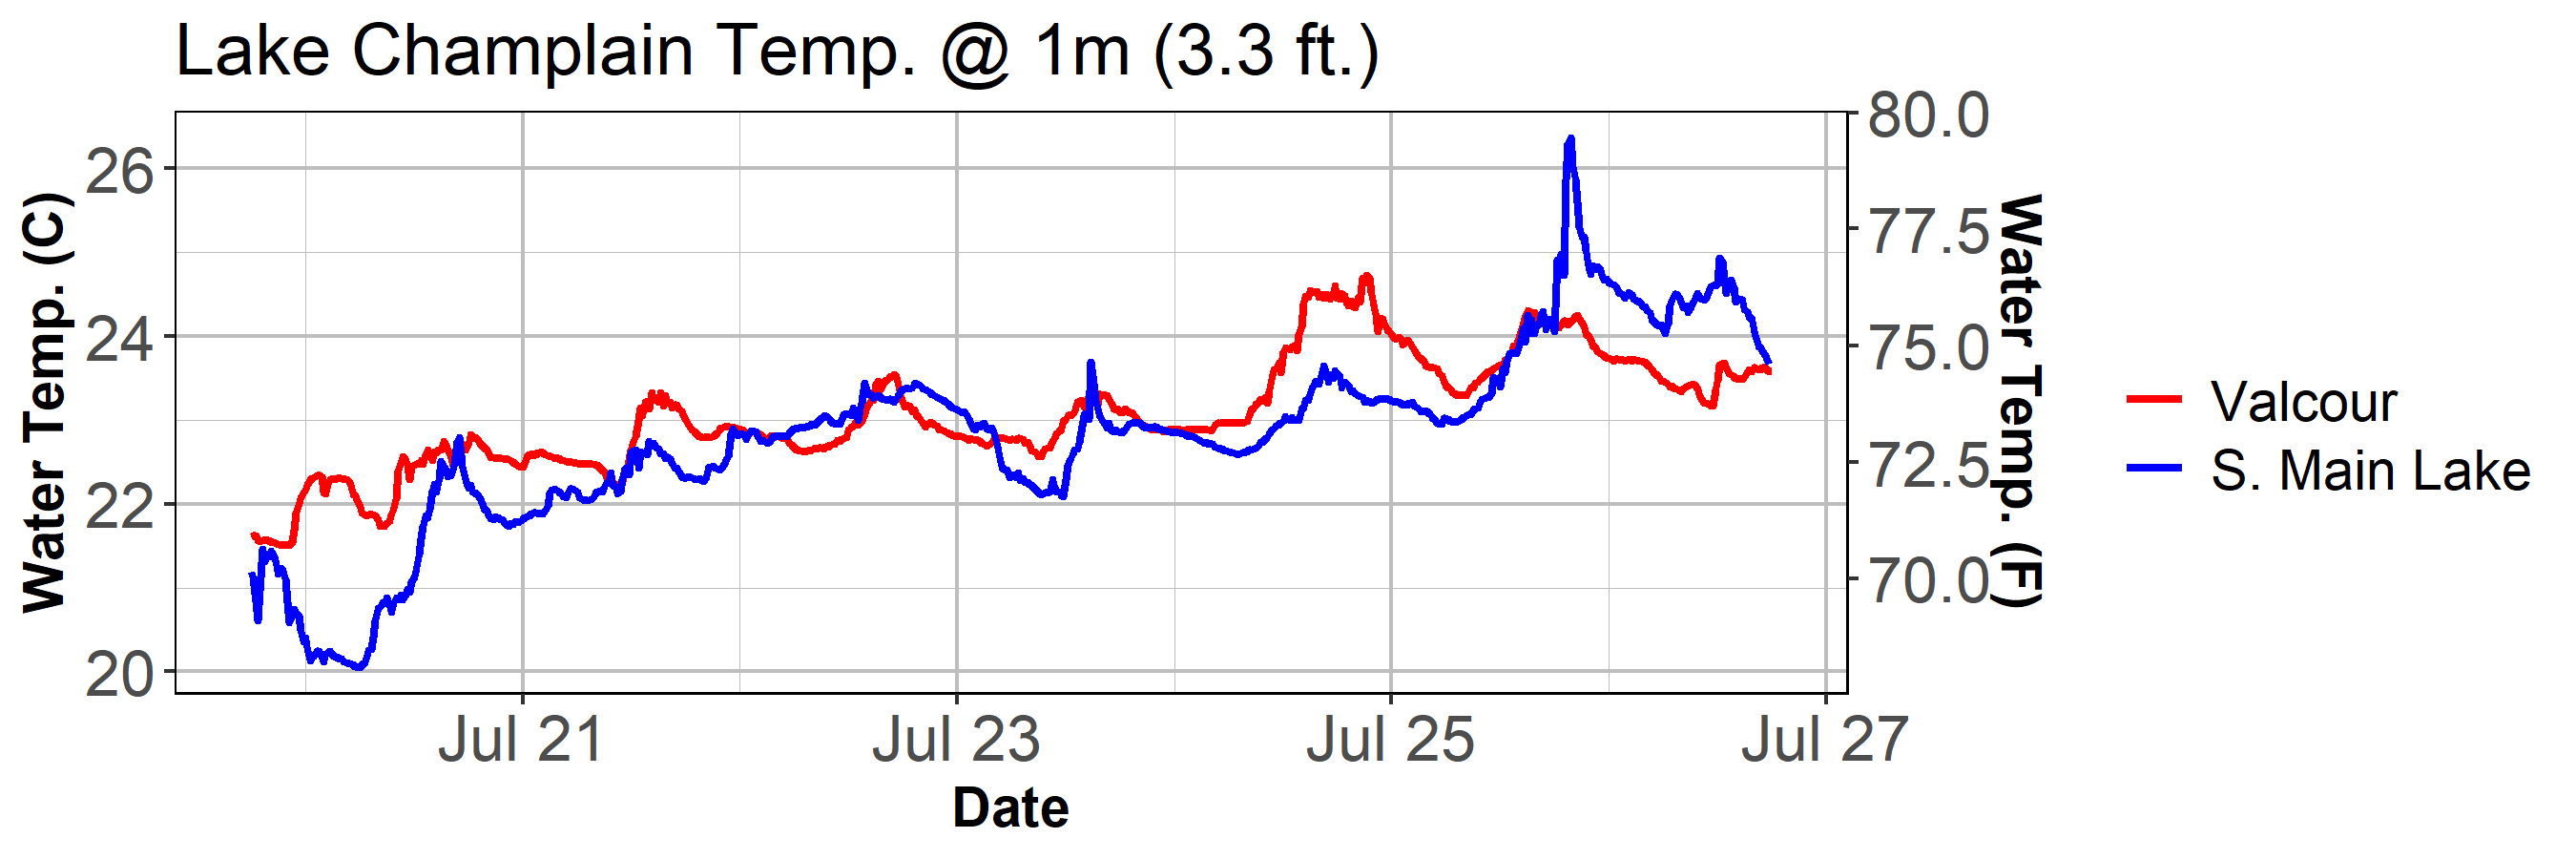 Lake Champlain Temp. @ 1m (3.3 ft.)
Water Temp. (C)
26
24
22
20
80.0
77.5
75.0
72.5
70.0
Water Temp. (F)
Jul 21
Jul 23
Jul 25
Jul 27
Date
Valcour
S. Main Lake